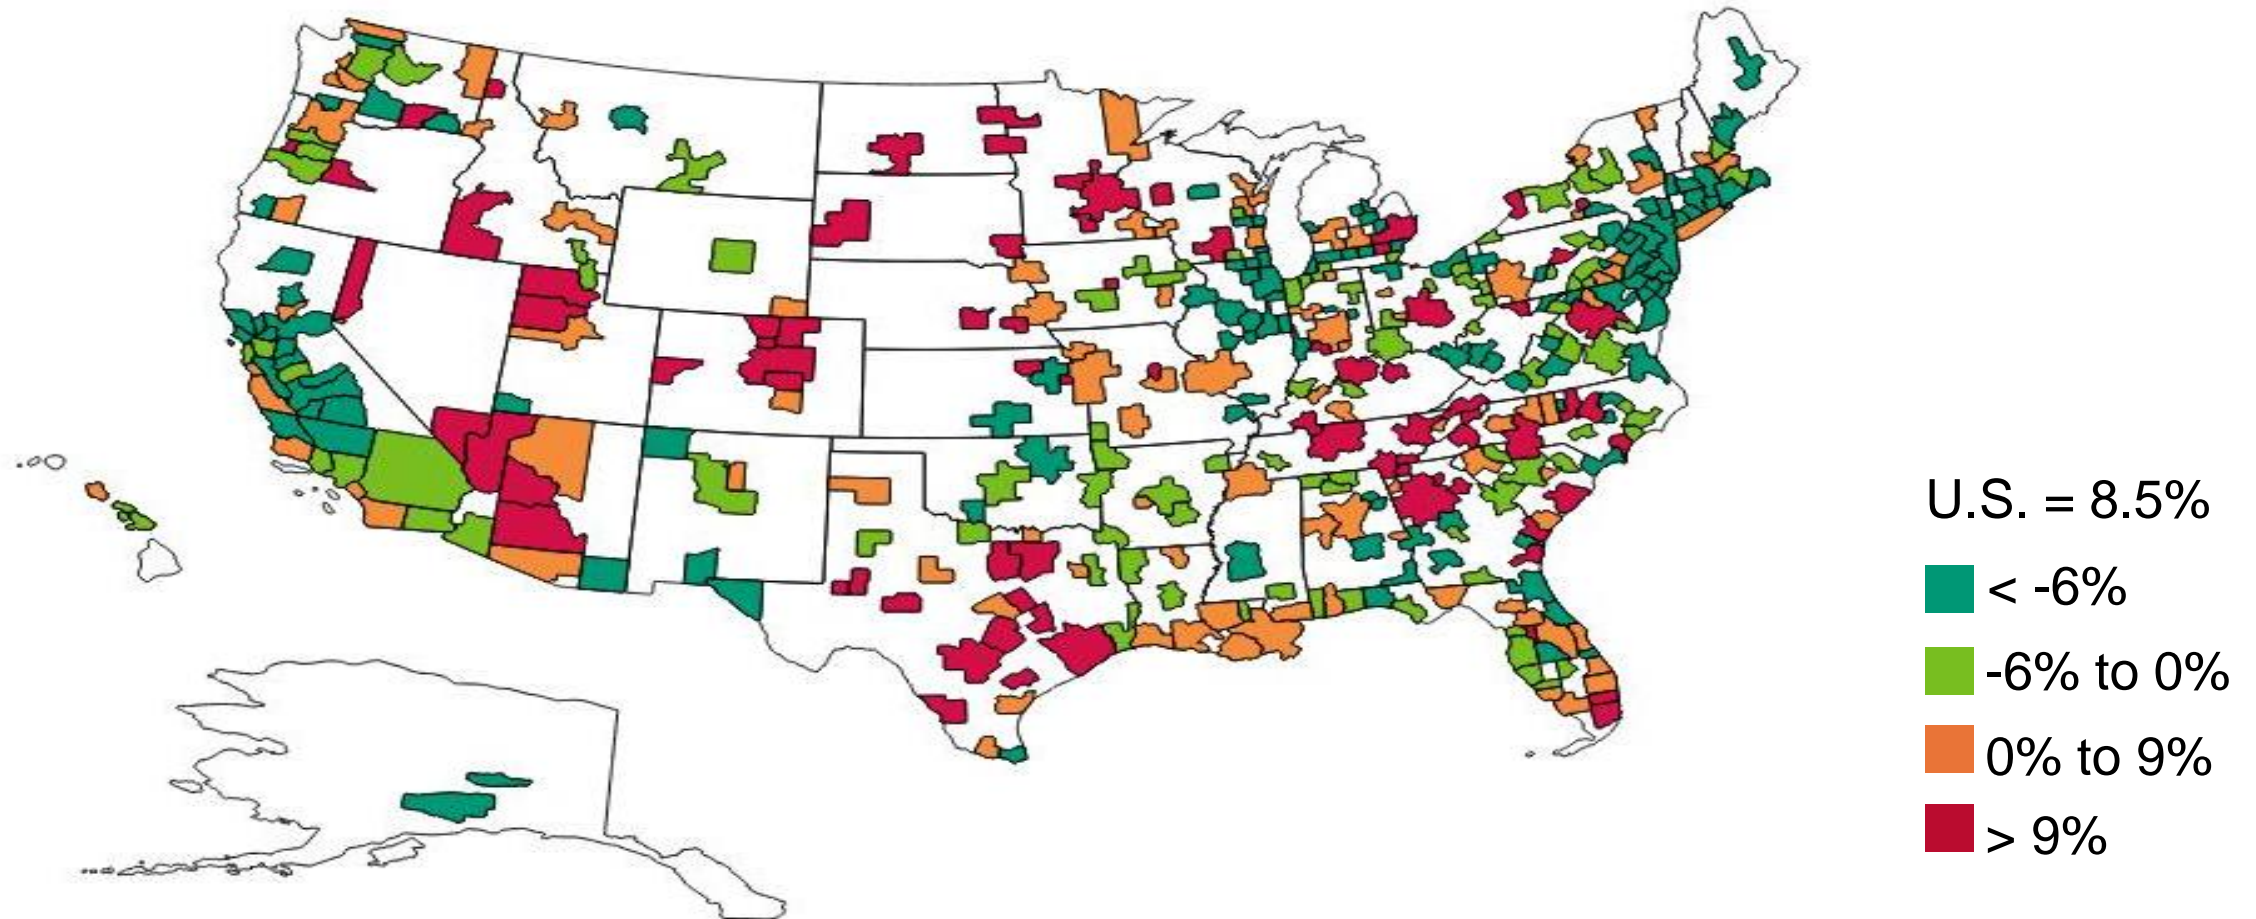 U.S. = 8.5%
< -6%
-6% to 0%
0% to 9%
> 9%